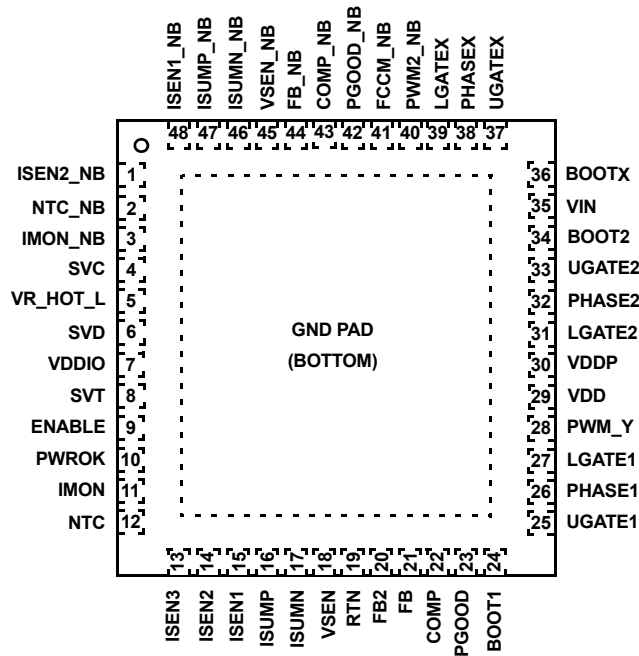 ISEN1_NB
ISUMP_NB
ISUMN_NB
VSEN_NB
FB_NB
COMP_NB
PGOOD_NB
FCCM_NB
PWM2_NB
LGATEX
PHASEX
UGATEX
48 47 46 45 44 43 42 41 40 39 38 37
ISEN2_NB 1
NTC_NB 2
IMON_NB 3
SVC 4
VR_HOT_L 5
SVD 6
VDDIO 7
SVT 8
ENABLE 9
PWROK 10
IMON 11
NTC 12
GND PAD
(BOTTOM)
36 BOOTX
35 VIN
34 BOOT2
33 UGATE2
32 PHASE2
31 LGATE2
30 VDDP
29 VDD
28 PWM_Y
27 LGATE1
26 PHASE1
25 UGATE1
13 14 15 16 17 18 19 20 21 22 23 24
ISEN3
ISEN2
ISEN1
ISUMP
ISUMN
VSEN
RTN
FB2
FB
COMP
PGOOD
BOOT1